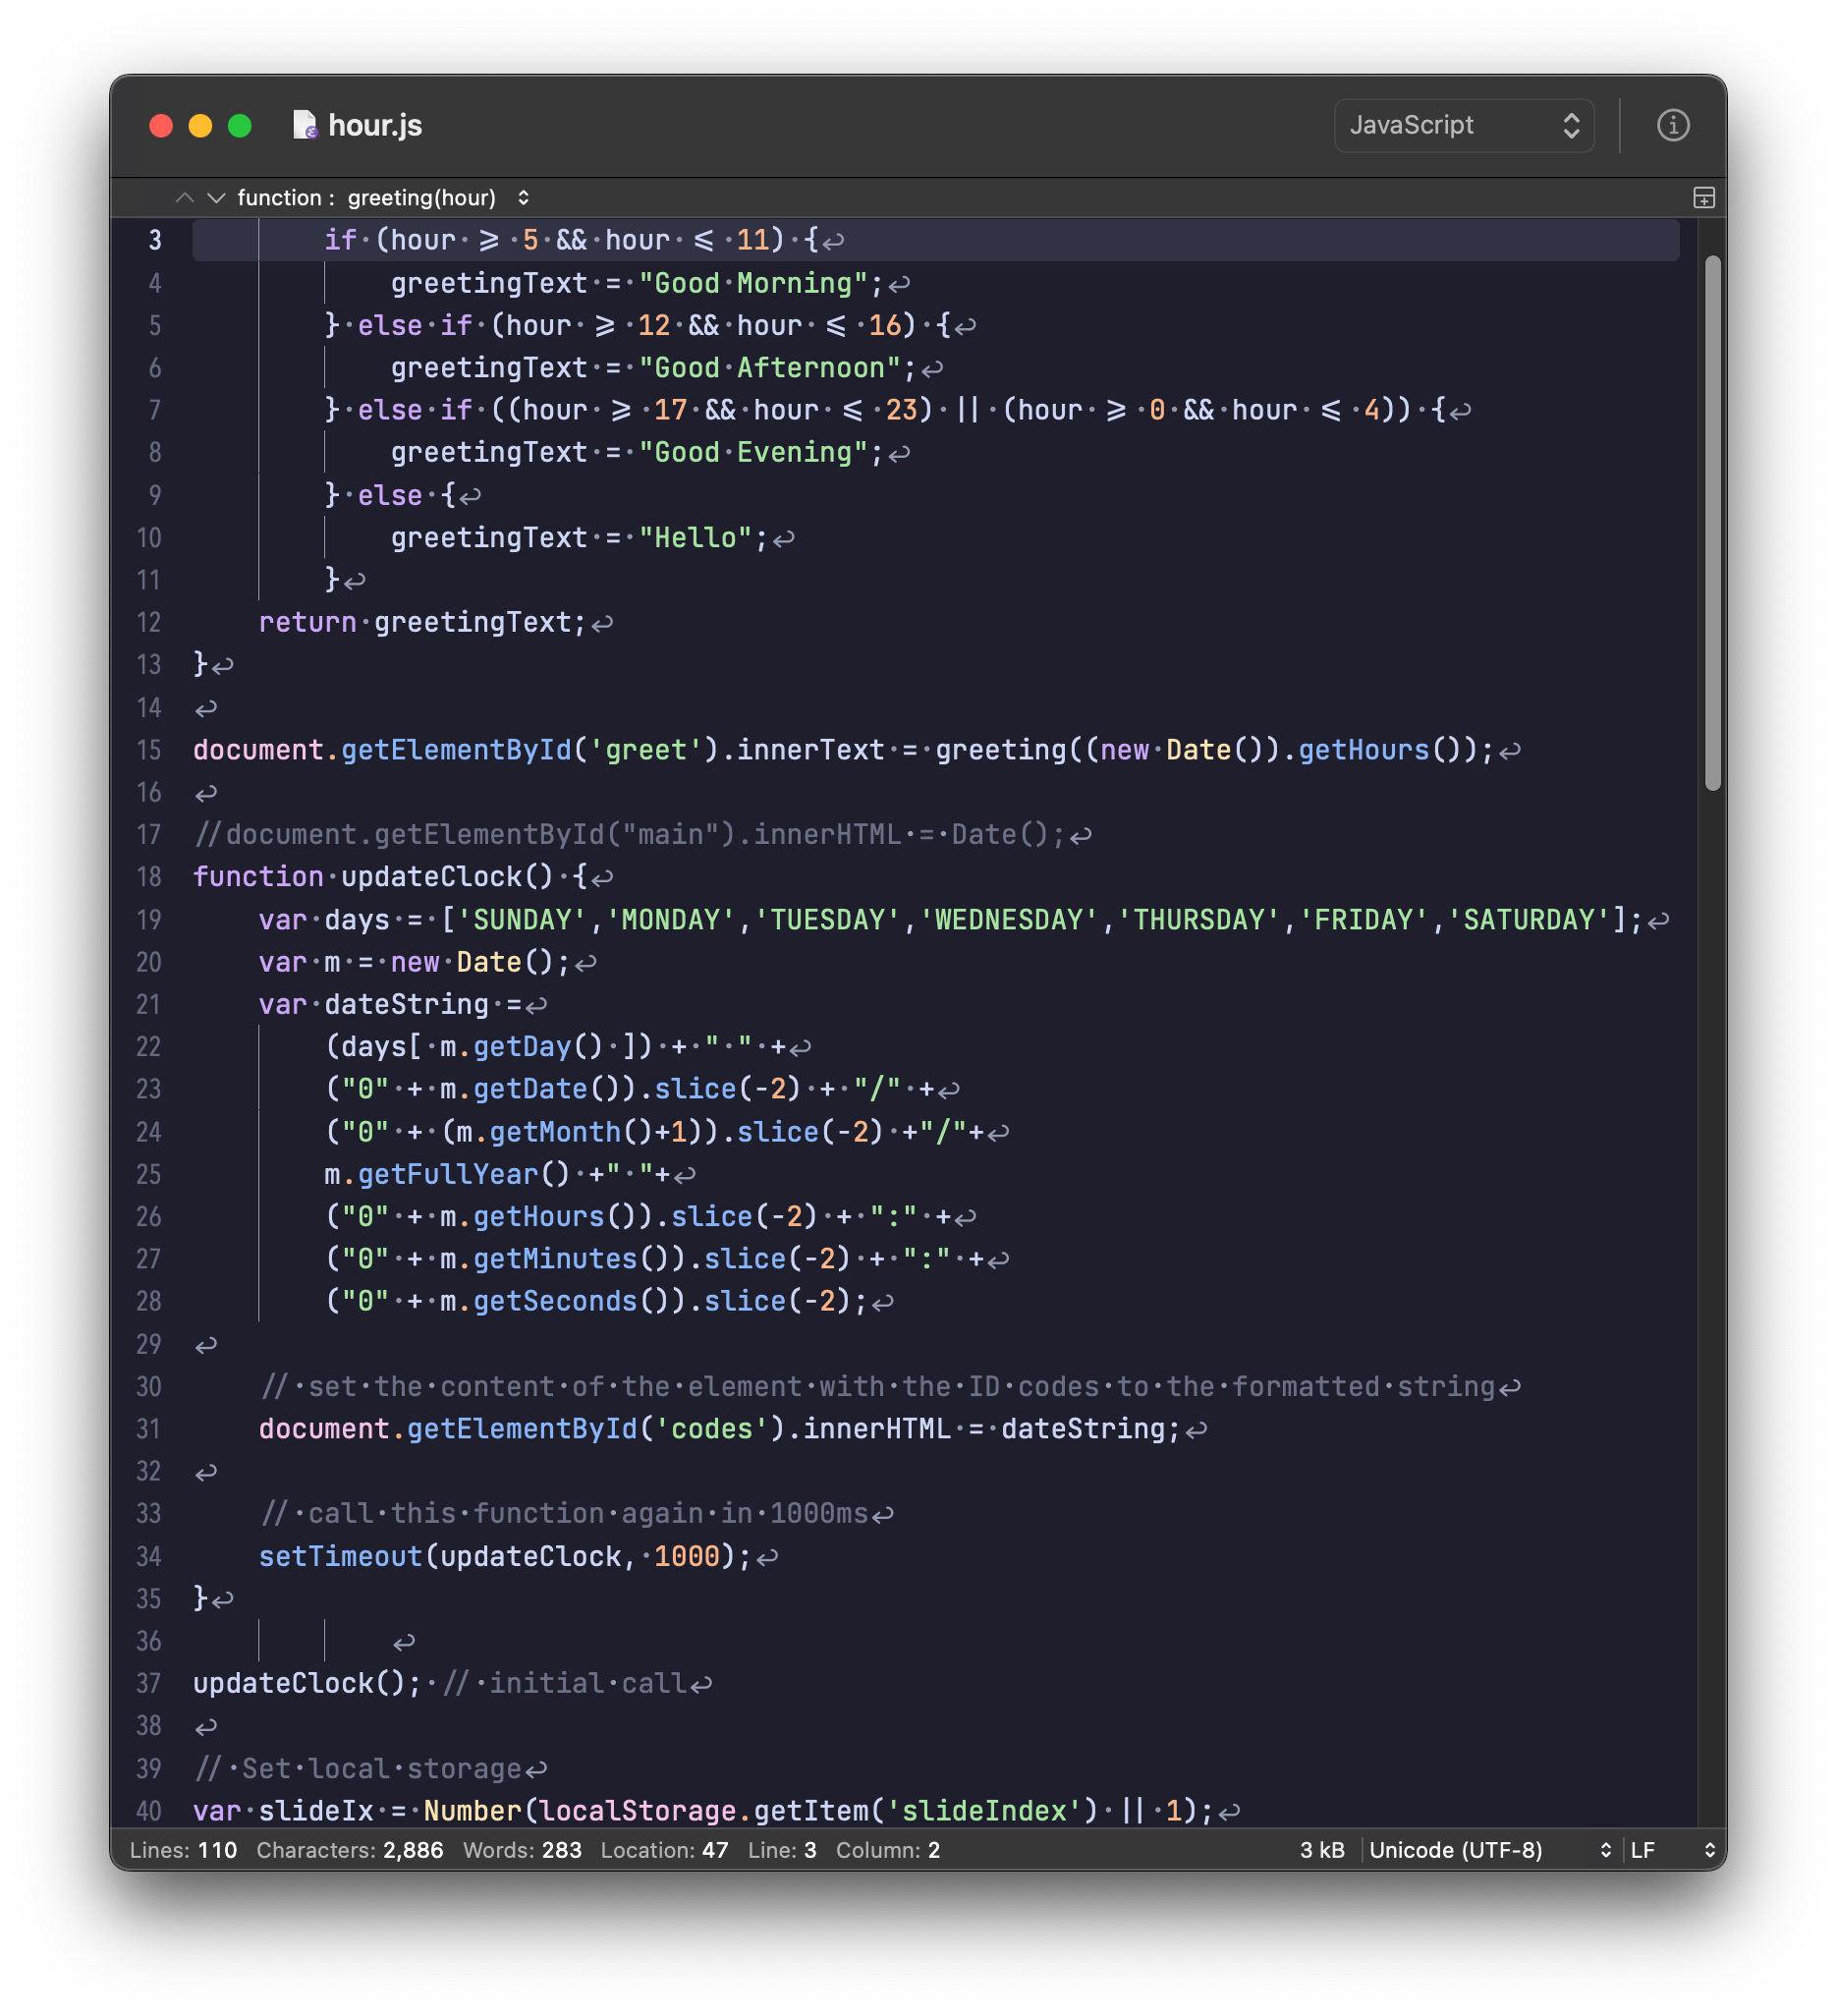 hour.js
JavaScript
function : greeting(hour)
3         if (hour >= 5 && hour <= 11) {
4             greetingText = "Good Morning";
5         } else if (hour >= 12 && hour <= 16) {
6             greetingText = "Good Afternoon";
7         } else if ((hour >= 17 && hour <= 23) || (hour >= 0 && hour <= 4)) {
8             greetingText = "Good Evening";
9         } else {
10             greetingText = "Hello";
11         }
12     return greetingText;
13 }
14
15 document.getElementById('greet').innerText = greeting((new Date()).getHours());
16
17 //document.getElementById("main").innerHTML = Date();
18 function updateClock() {
19     var days = ['SUNDAY','MONDAY','TUESDAY','WEDNESDAY','THURSDAY','FRIDAY','SATURDAY'];
20     var m = new Date();
21     var dateString =
22         (days[ m.getDay() ]) + " " +
23         ("0" + m.getDate()).slice(-2) + "/" +
24         ("0" + (m.getMonth()+1)).slice(-2) +"/"+
25         m.getFullYear() +" "+
26         ("0" + m.getHours()).slice(-2) + ":" +
27         ("0" + m.getMinutes()).slice(-2) + ":" +
28         ("0" + m.getSeconds()).slice(-2);
29
30     // set the content of the element with the ID codes to the formatted string
31     document.getElementById('codes').innerHTML = dateString;
32
33     // call this function again in 1000ms
34     setTimeout(updateClock, 1000);
35 }
36
37 updateClock(); // initial call
38
39 // Set local storage
40 var slideIx = Number(localStorage.getItem('slideIndex') || 1);
Lines: 110 Characters: 2,886 Words: 283 Location: 47 Line: 3 Column: 2 3 kB Unicode (UTF-8) LF